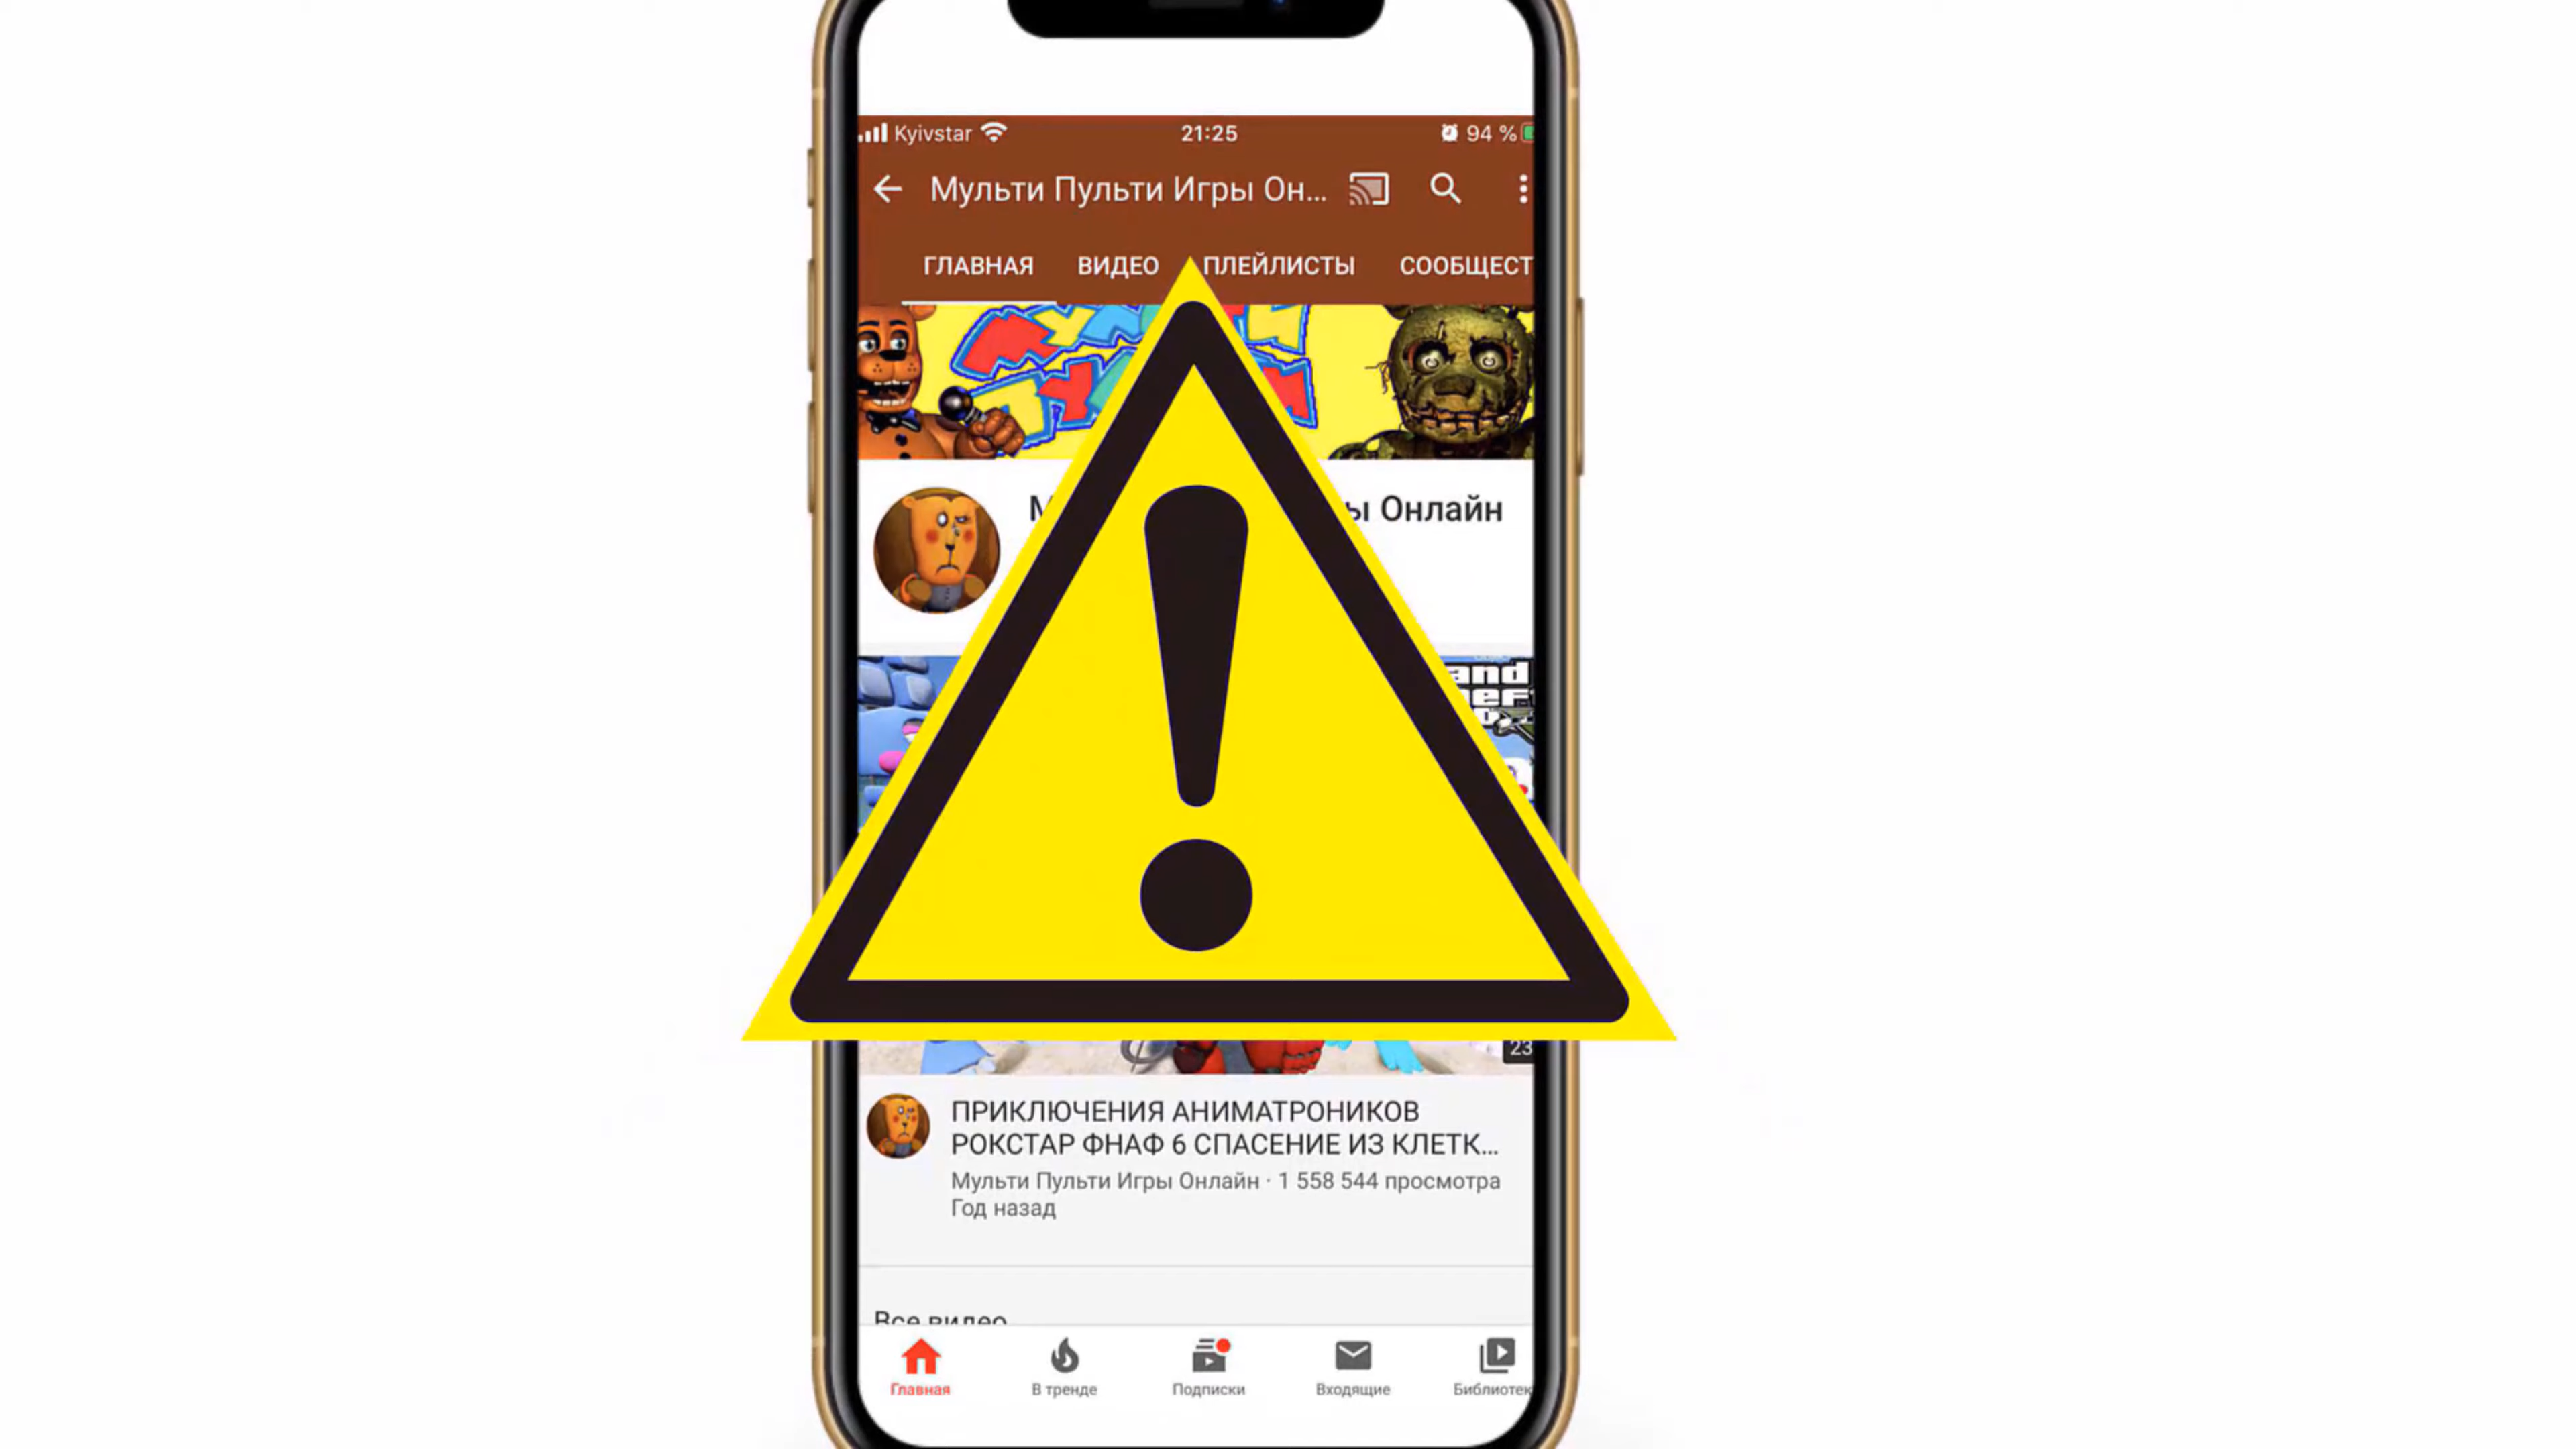 Kyivstar 21:25 94 %
Мульти Пульти Игры Он...
ГЛАВНАЯ ВИДЕО ПЛЕЙЛИСТЫ СООБЩЕСТ
Онлайн
and
23
ПРИКЛЮЧЕНИЯ АНИМАТРОНИКОВ
РОКСТАР ФНАФ 6 СПАСЕНИЕ ИЗ КЛЕТК...
Мульти Пульти Игры Онлайн · 1 558 544 просмотра
Год назад
Все видео
Главная В тренде Подписки Входящие Библиотек